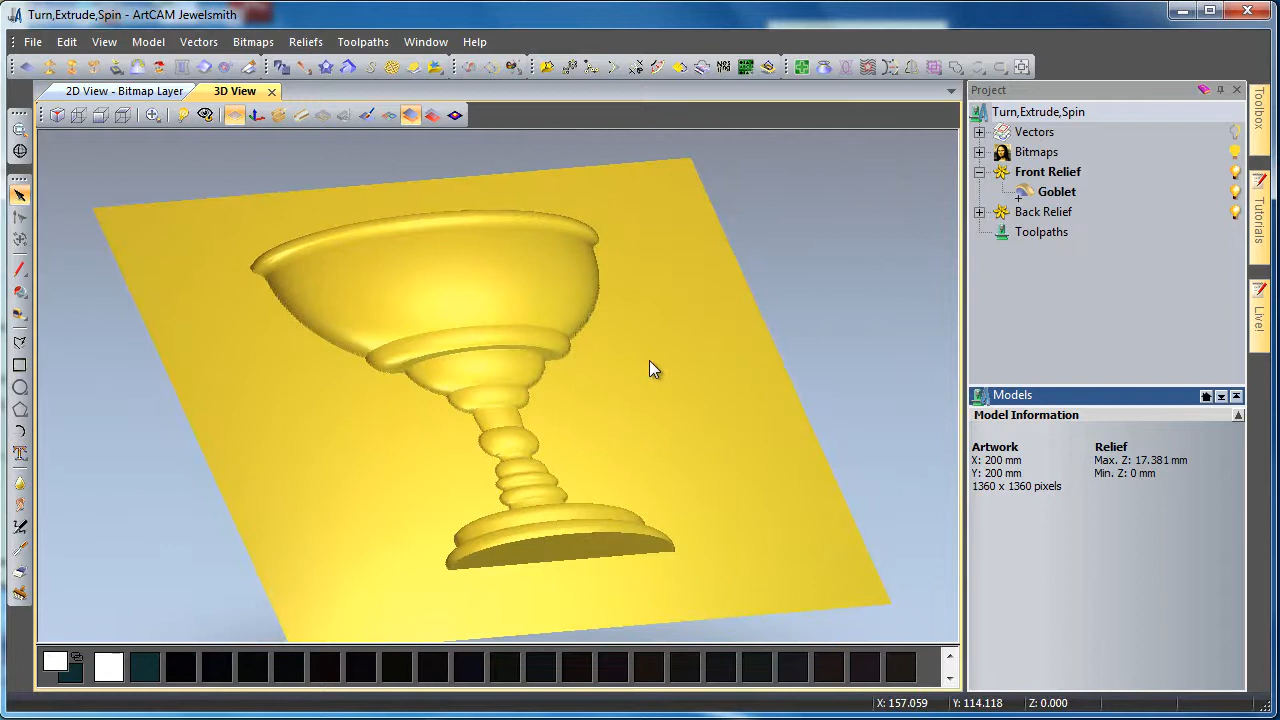 Turn,Extrude,Spin - ArtCAM Jewelsmith
File Edit View Model Vectors Bitmaps Reliefs Toolpaths Window Help
2D View - Bitmap Layer 3D View
Project
Turn,Extrude,Spin
Vectors
Bitmaps
Front Relief
Goblet
Back Relief
Toolpaths
Toolbox
Tutorials
Live!
Models
Model Information
Artwork Relief
X: 200 mm Max. Z: 17.381 mm
Y: 200 mm Min. Z: 0 mm
1360 x 1360 pixels
X: 157.059 Y: 114.118 Z: 0.000